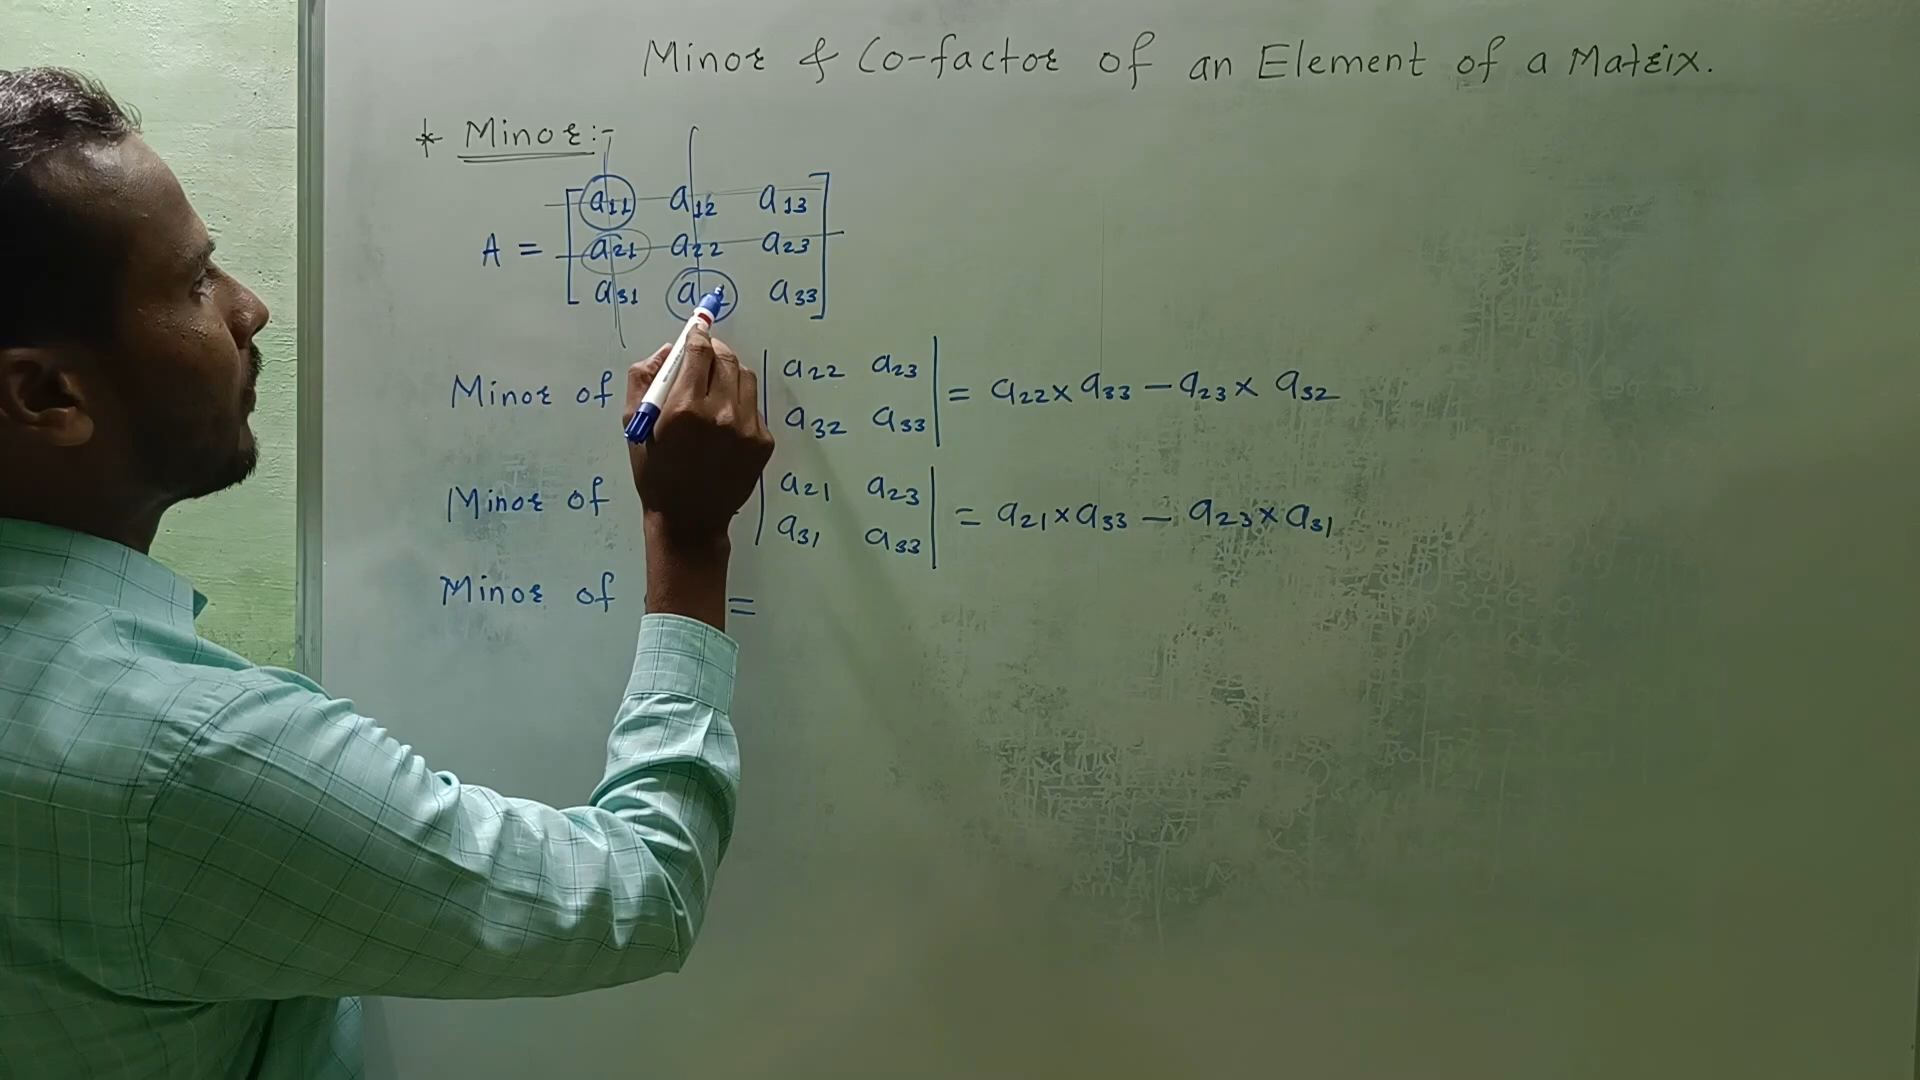 Minor & Co-factor of an Element of a Matrix.
* Minor:-
A = [ a11 a12 a13
a21 a22 a23
a31 a a33 ]
Minor of | a22 a23 | = a22 x a33 - a23 x a32
| a32 a33 |
Minor of | a21 a23 | = a21 x a33 - a23 x a31
| a31 a33 |
Minor of =